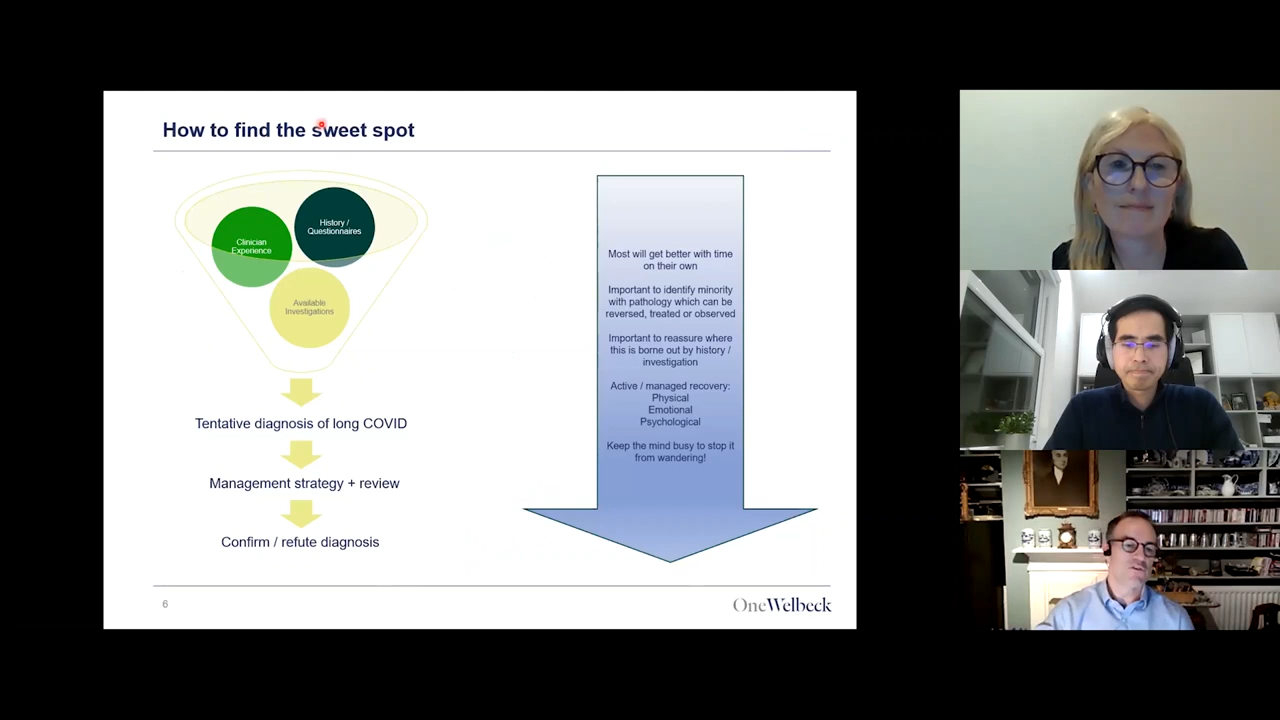 How to find the sweet spot
History /
Questionnaires
Clinician
Experience
Available
Investigations
Tentative diagnosis of long COVID
Management strategy + review
Confirm / refute diagnosis
Most will get better with time
on their own
Important to identify minority
with pathology which can be
reversed, treated or observed
Important to reassure where
this is borne out by history /
investigation
Active / managed recovery:
Physical
Emotional
Psychological
Keep the mind busy to stop it
from wandering!
6
OneWelbeck